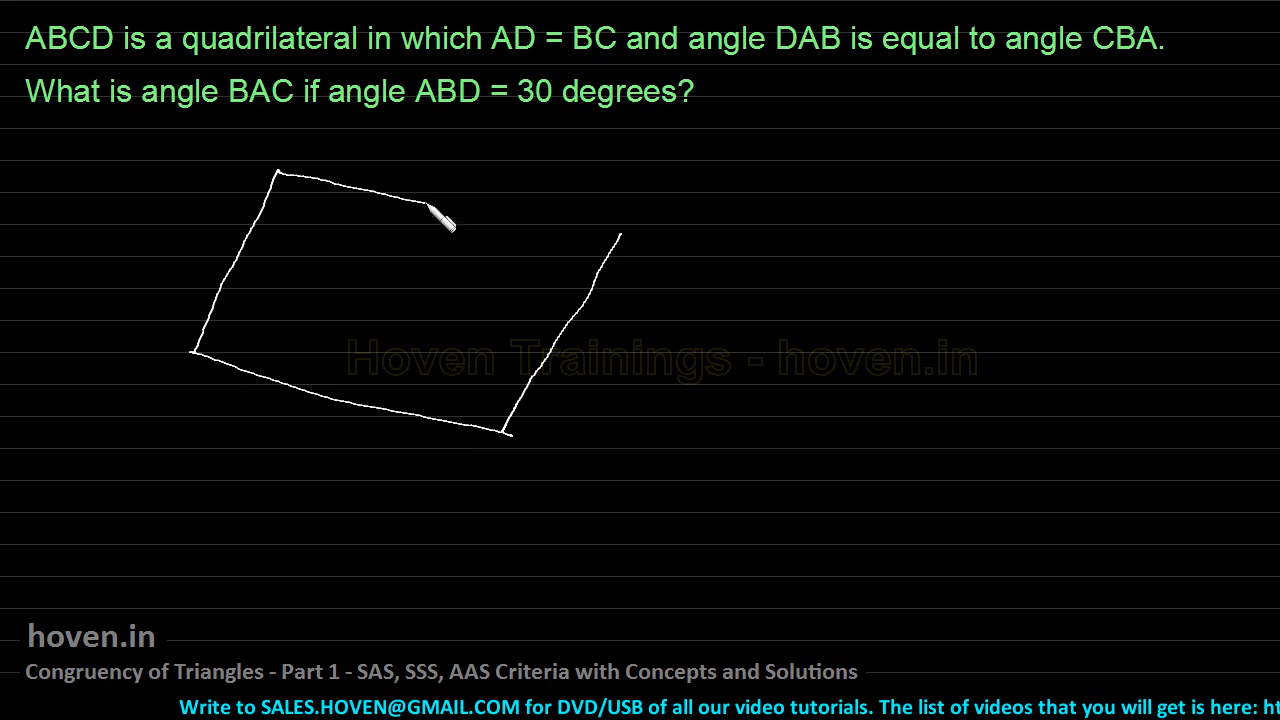 ABCD is a quadrilateral in which AD = BC and angle DAB is equal to angle CBA.
What is angle BAC if angle ABD = 30 degrees?
Hoven Trainings - hoven.in
hoven.in
Congruency of Triangles - Part 1 - SAS, SSS, AAS Criteria with Concepts and Solutions
Write to SALES.HOVEN@GMAIL.COM for DVD/USB of all our video tutorials. The list of videos that you will get is here: